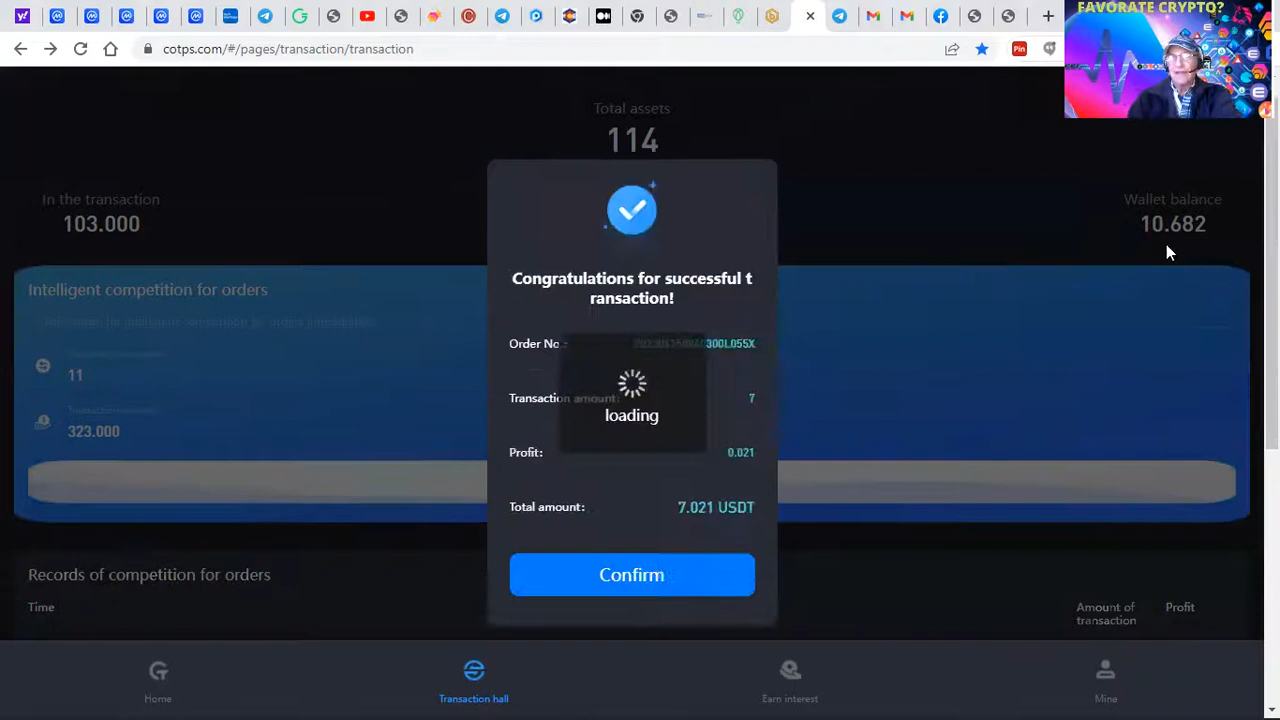 FAVORATE CRYPTO?
cotps.com/#/pages/transaction/transaction
Pin
Total assets
114
In the transaction
103.000
Wallet balance
10.682
Intelligent competition for orders
11
323.000
Congratulations for successful t
ransaction!
Order No.:
300L055X
Transaction amount:
7
loading
Profit:
0.021
Total amount:
7.021 USDT
Confirm
Records of competition for orders
Time
Amount of
transaction
Profit
Home
Transaction hall
Earn interest
Mine